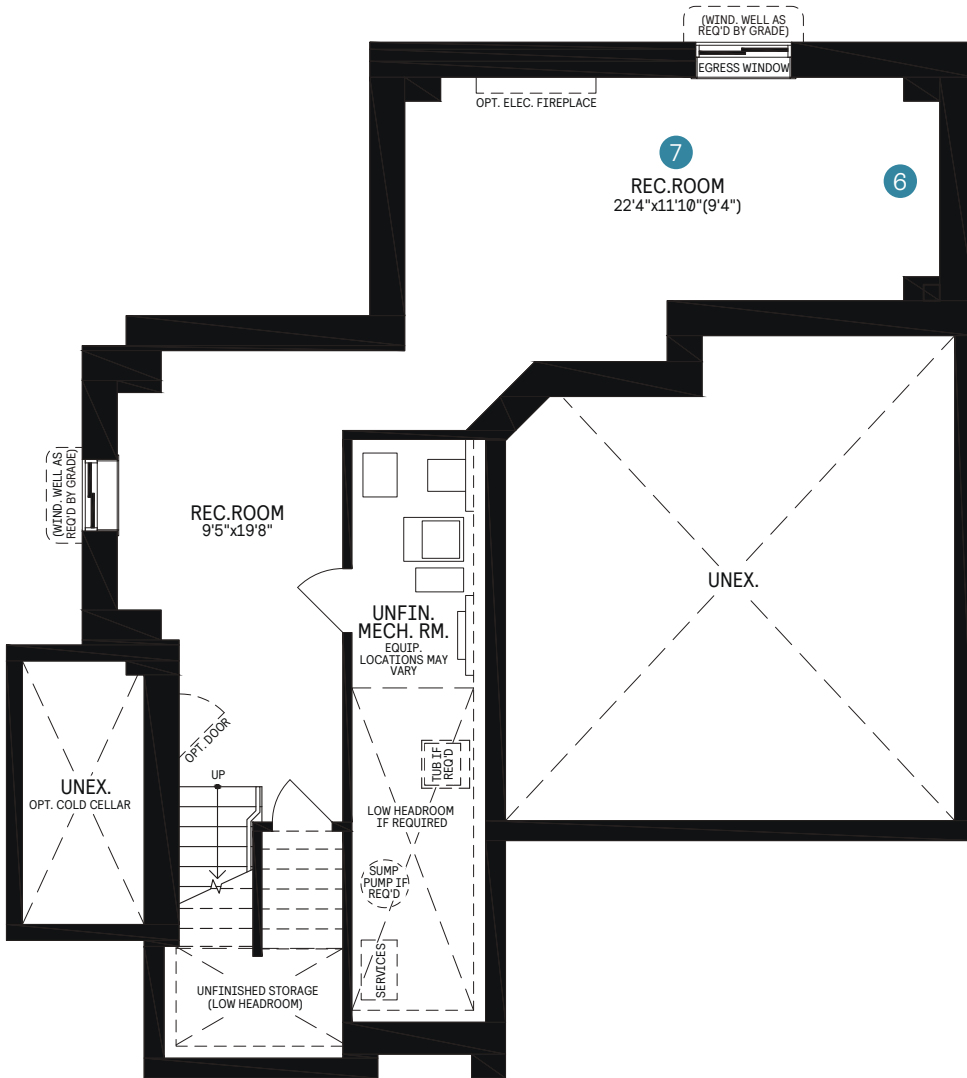 (WIND. WELL AS
REQ'D BY GRADE)
EGRESS WINDOW
OPT. ELEC. FIREPLACE
7
6
REC.ROOM
22'4"x11'10"(9'4")
(WIND. WELL AS
REQ'D BY GRADE)
REC.ROOM
9'5"x19'8"
UNFIN.
MECH. RM.
EQUIP.
LOCATIONS MAY
VARY
UNEX.
OPT. DOOR
UP
TUB IF
REQ'D
UNEX.
OPT. COLD CELLAR
LOW HEADROOM
IF REQUIRED
SUMP
PUMP IF
REQ'D
SERVICES
UNFINISHED STORAGE
(LOW HEADROOM)